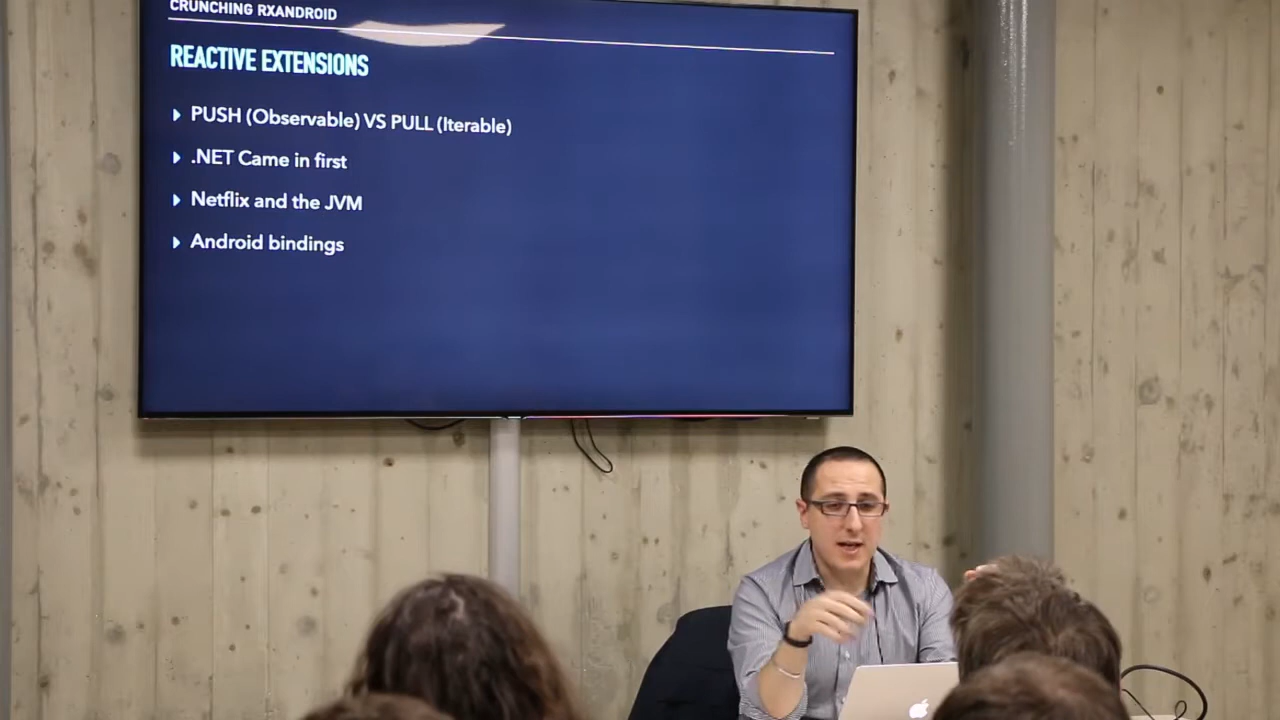 CRUNCHING RXANDROID
REACTIVE EXTENSIONS
PUSH (Observable) VS PULL (Iterable)
.NET Came in first
Netflix and the JVM
Android bindings